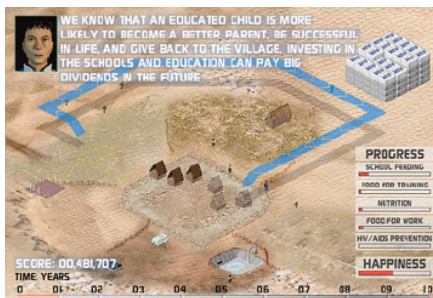 WE KNOW THAT AN EDUCATED CHILD IS MORE
LIKELY TO BECOME A BETTER PARENT, BE SUCCESSFUL
IN LIFE, AND GIVE BACK TO THE VILLAGE. INVESTING IN
THE SCHOOLS AND EDUCATION CAN PAY BIG
DIVIDENDS IN THE FUTURE
PROGRESS
SCHOOL FEEDING
FOOD FOR TRAINING
NUTRITION
FOOD FOR WORK
HIV/AIDS PREVENTION
HAPPINESS
SCORE: 00,481,707
TIME: YEARS
0 01 02 03 04 05 06 07 08 09 10